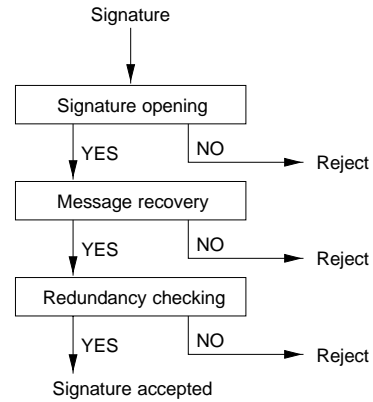 Signature
Signature opening
YES
NO
Reject
Message recovery
YES
NO
Reject
Redundancy checking
YES
NO
Reject
Signature accepted